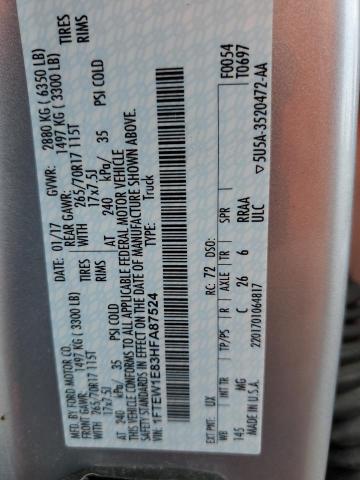 MFD. BY FORD MOTOR CO.
DATE: 01/17 GVWR: 2880 KG ( 6350 LB)
FRONT GAWR: 1497 KG (3300 LB) REAR GAWR: 1497 KG ( 3300 LB)
265/70R17 115T WITH 265/70R17 115T TIRES
17x7.5J RIMS WITH 17x7.5J RIMS
AT 240 kPa/ 35 PSI COLD AT 240 kPa/ 35 PSI COLD
THIS VEHICLE CONFORMS TO ALL APPLICABLE FEDERAL MOTOR VEHICLE
SAFETY STANDARDS IN EFFECT ON THE DATE OF MANUFACTURE SHOWN ABOVE.
VIN: 1FTEW1E83HFA87524
TYPE: Truck
F0054
T0697
EXT PNT: UX RC: 72 DSO:
WB INT TR TP/PS R AXLE TR SPR
145 MG C 26 6 RRAA
ULC
2201701064817
MADE IN U.S.A.
▽5U5A-3520472-AA